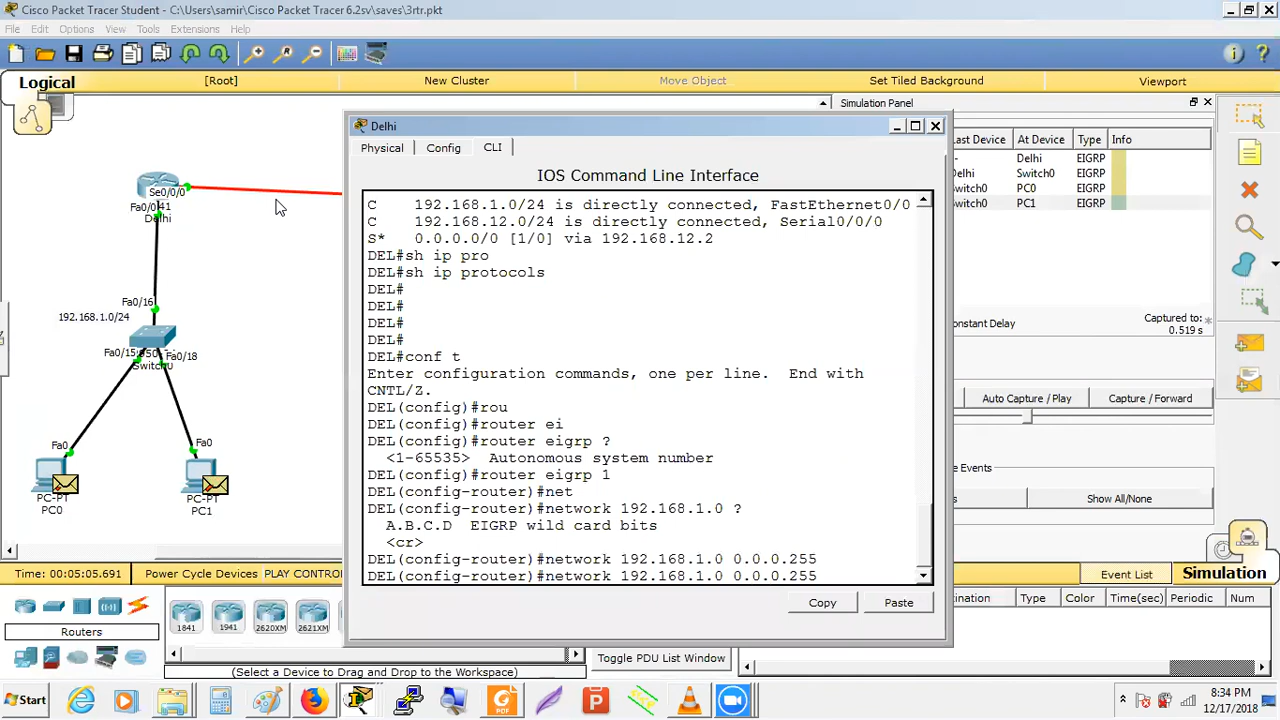 Cisco Packet Tracer Student - C:\Users\samir\Cisco Packet Tracer 6.2sv\saves\3rtr.pkt
File Edit Options View Tools Extensions Help
Logical [Root] New Cluster Move Object Set Tiled Background Viewport
Simulation Panel
Delhi
Physical Config CLI
IOS Command Line Interface
C 192.168.1.0/24 is directly connected, FastEthernet0/0
C 192.168.12.0/24 is directly connected, Serial0/0/0
S* 0.0.0.0/0 [1/0] via 192.168.12.2
DEL#sh ip pro
DEL#sh ip protocols
DEL#
DEL#
DEL#
DEL#
DEL#conf t
Enter configuration commands, one per line. End with
CNTL/Z.
DEL(config)#rou
DEL(config)#router ei
DEL(config)#router eigrp ?
<1-65535> Autonomous system number
DEL(config)#router eigrp 1
DEL(config-router)#net
DEL(config-router)#network 192.168.1.0 ?
A.B.C.D EIGRP wild card bits
<cr>
DEL(config-router)#network 192.168.1.0 0.0.0.255
DEL(config-router)#network 192.168.1.0 0.0.0.255
Copy Paste
Last Device At Device Type Info
- Delhi EIGRP
Delhi Switch0 EIGRP
Switch0 PC0 EIGRP
Switch0 PC1 EIGRP
Constant Delay Captured to:
0.519 s
Auto Capture / Play Capture / Forward
e Events
Show All/None
Se0/0/0
Delhi
Fa0/16
192.168.1.0/24
Fa0/15 Fa0/18
Switch0
Fa0 Fa0
PC-PT PC-PT
PC0 PC1
Time: 00:05:05.691 Power Cycle Devices PLAY CONTRO Event List Simulation
Routers
1841 1941 2620XM 2621XM
(Select a Device to Drag and Drop to the Workspace)
Toggle PDU List Window
ination Type Color Time(sec) Periodic Num
Start
PDF
8:34 PM
12/17/2018